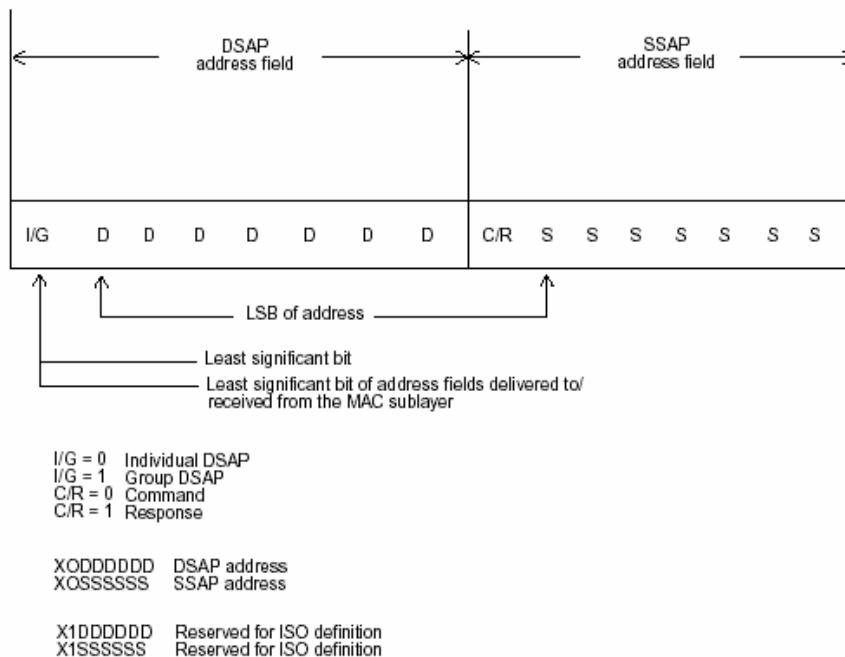 DSAP
address field
SSAP
address field
I/G D D D D D D D C/R S S S S S S S
LSB of address
Least significant bit
Least significant bit of address fields delivered to/
received from the MAC sublayer
I/G = 0 Individual DSAP
I/G = 1 Group DSAP
C/R = 0 Command
C/R = 1 Response
XODDDDDD DSAP address
XOSSSSSS SSAP address
X1DDDDDD Reserved for ISO definition
X1SSSSSS Reserved for ISO definition